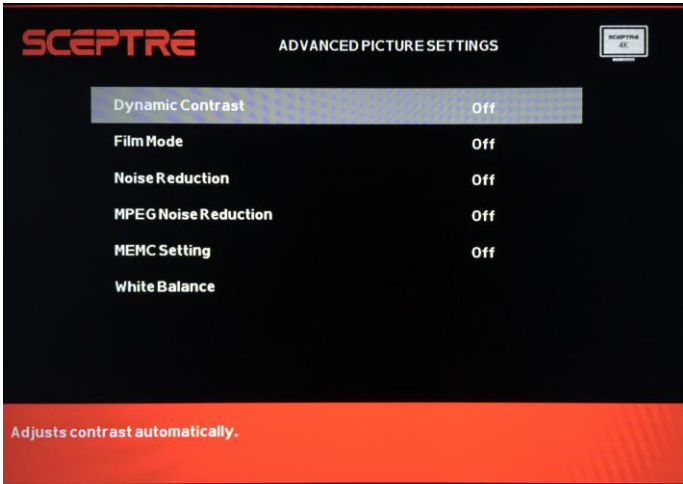 SCEPTRE
ADVANCED PICTURE SETTINGS
SCEPTRE
4K
Dynamic Contrast Off
Film Mode Off
Noise Reduction Off
MPEG Noise Reduction Off
MEMC Setting Off
White Balance
Adjusts contrast automatically.